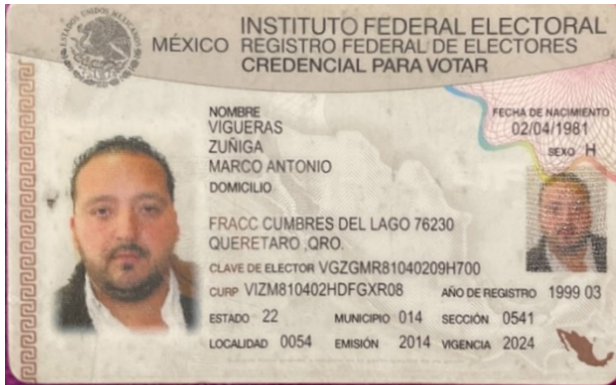 INSTITUTO FEDERAL ELECTORAL
MÉXICO REGISTRO FEDERAL DE ELECTORES
CREDENCIAL PARA VOTAR
NOMBRE
VIGUERAS
ZUÑIGA
MARCO ANTONIO
FECHA DE NACIMIENTO
02/04/1981
SEXO H
DOMICILIO
FRACC CUMBRES DEL LAGO 76230
QUERETARO ,QRO.
CLAVE DE ELECTOR VGZGMR81040209H700
CURP VIZM810402HDFGXR08 AÑO DE REGISTRO 1999 03
ESTADO 22 MUNICIPIO 014 SECCIÓN 0541
LOCALIDAD 0054 EMISIÓN 2014 VIGENCIA 2024